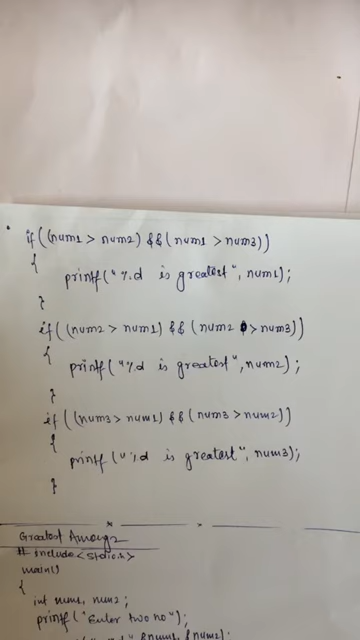 if((num1 > num2) && (num1 > num3))
{
printf("%d is greatest", num1);
}
if((num2 > num1) && (num2 > num3))
{
printf("%d is greatest", num2);
}
if((num3 > num1) && (num3 > num2))
{
printf("%d is greatest", num3);
}
Greatest Among 2
# include <stdio.h>
main()
{
int num1, num2;
printf("Enter two no");
&num1, &num2);